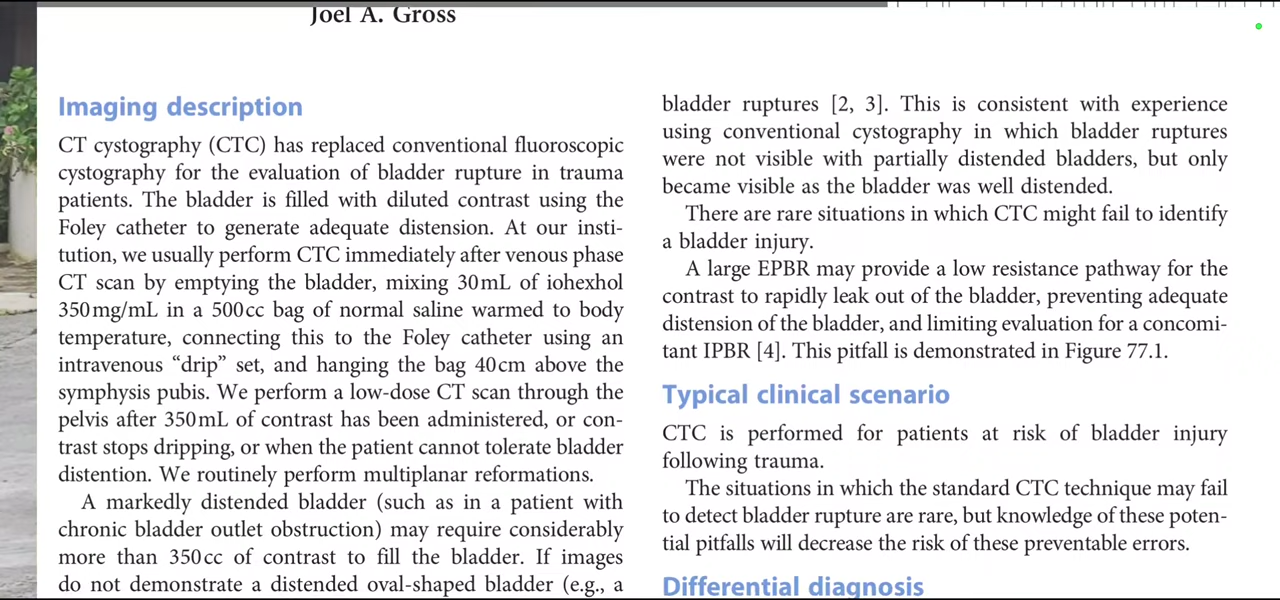 Joel A. Gross
Imaging description
CT cystography (CTC) has replaced conventional fluoroscopic
cystography for the evaluation of bladder rupture in trauma
patients. The bladder is filled with diluted contrast using the
Foley catheter to generate adequate distension. At our insti-
tution, we usually perform CTC immediately after venous phase
CT scan by emptying the bladder, mixing 30mL of iohexhol
350mg/mL in a 500cc bag of normal saline warmed to body
temperature, connecting this to the Foley catheter using an
intravenous “drip” set, and hanging the bag 40cm above the
symphysis pubis. We perform a low-dose CT scan through the
pelvis after 350mL of contrast has been administered, or con-
trast stops dripping, or when the patient cannot tolerate bladder
distention. We routinely perform multiplanar reformations.
A markedly distended bladder (such as in a patient with
chronic bladder outlet obstruction) may require considerably
more than 350cc of contrast to fill the bladder. If images
do not demonstrate a distended oval-shaped bladder (e.g., a
bladder ruptures [2, 3]. This is consistent with experience
using conventional cystography in which bladder ruptures
were not visible with partially distended bladders, but only
became visible as the bladder was well distended.
There are rare situations in which CTC might fail to identify
a bladder injury.
A large EPBR may provide a low resistance pathway for the
contrast to rapidly leak out of the bladder, preventing adequate
distension of the bladder, and limiting evaluation for a concomi-
tant IPBR [4]. This pitfall is demonstrated in Figure 77.1.
Typical clinical scenario
CTC is performed for patients at risk of bladder injury
following trauma.
The situations in which the standard CTC technique may fail
to detect bladder rupture are rare, but knowledge of these poten-
tial pitfalls will decrease the risk of these preventable errors.
Differential diagnosis